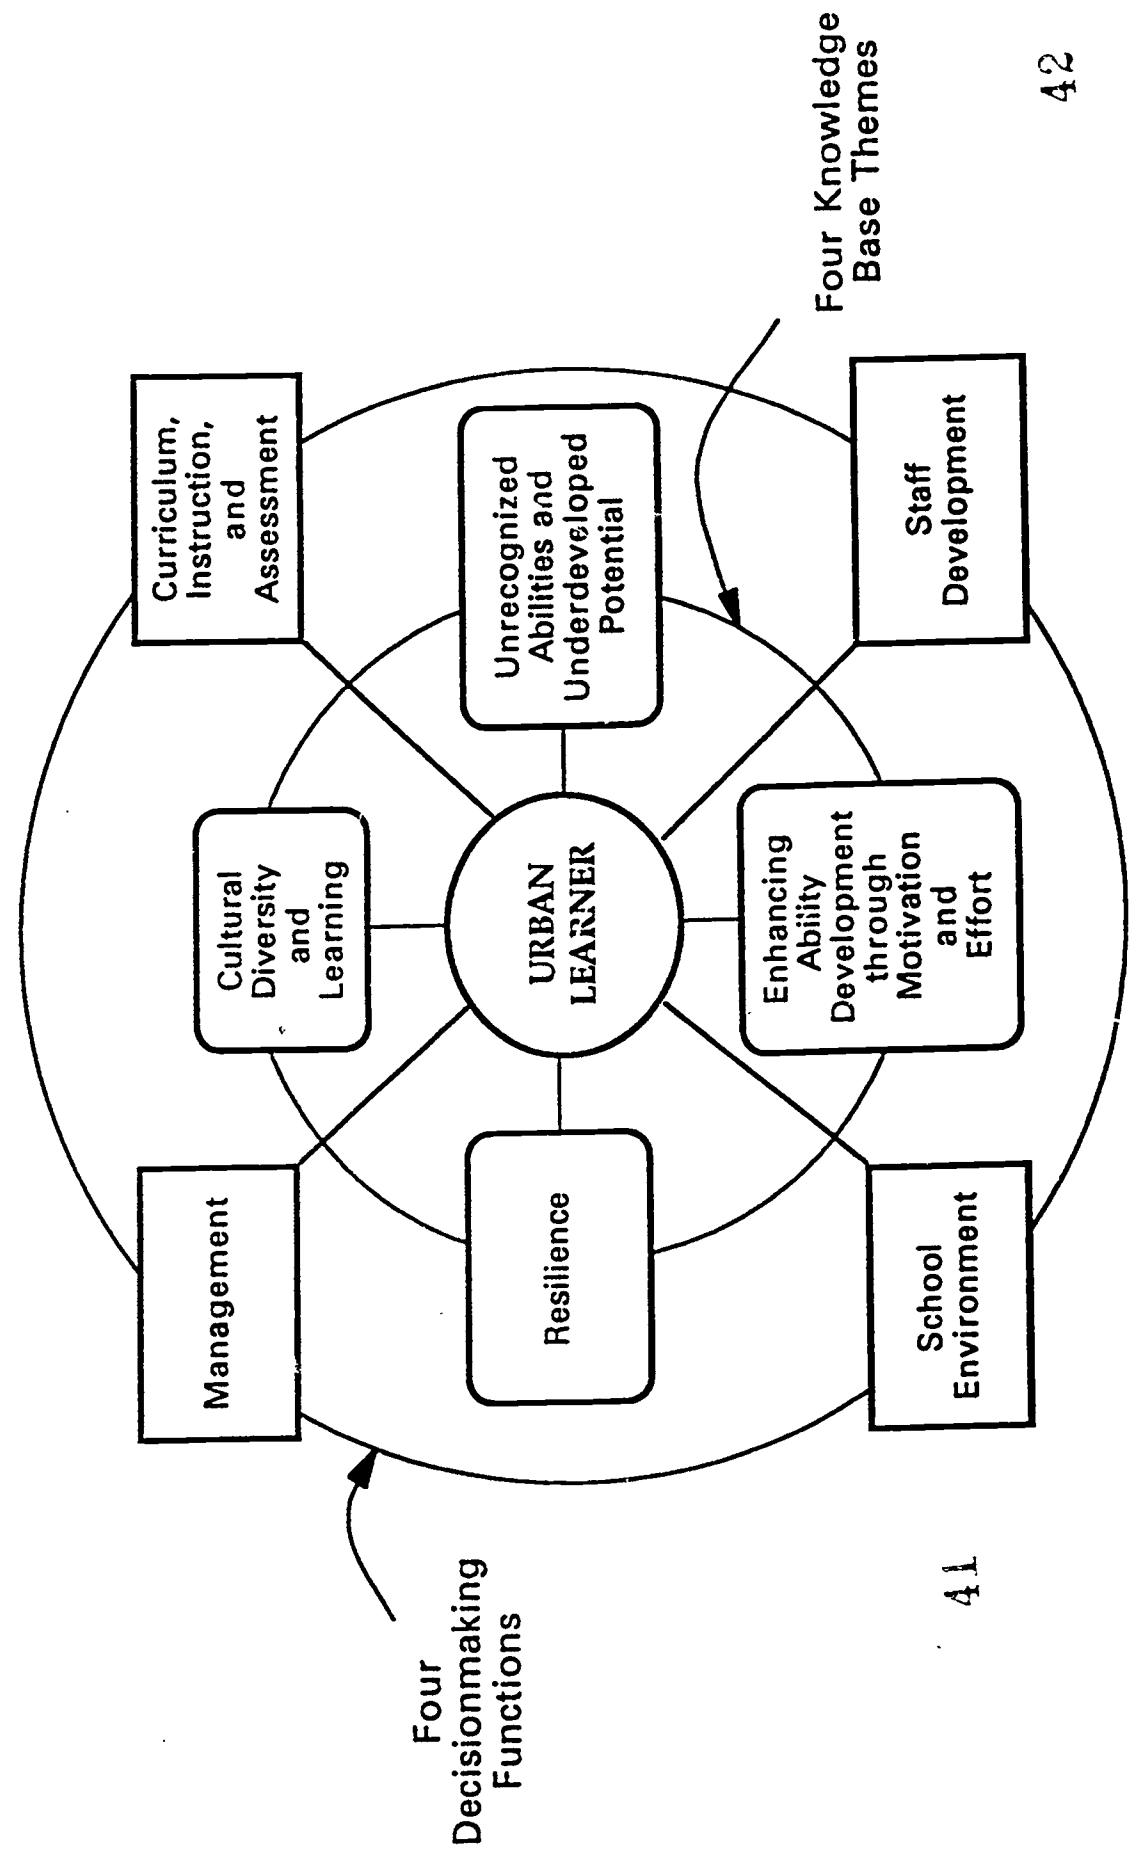 Management
Curriculum,
Instruction,
and
Assessment
Cultural
Diversity
and
Learning
Four
Decisionmaking
Functions
Resilience
URBAN
LEARNER
Unrecognized
Abilities and
Underdeveloped
Potential
Enhancing
Ability
Development
through
Motivation
and
Effort
School
Environment
Staff
Development
Four Knowledge
Base Themes
41
42